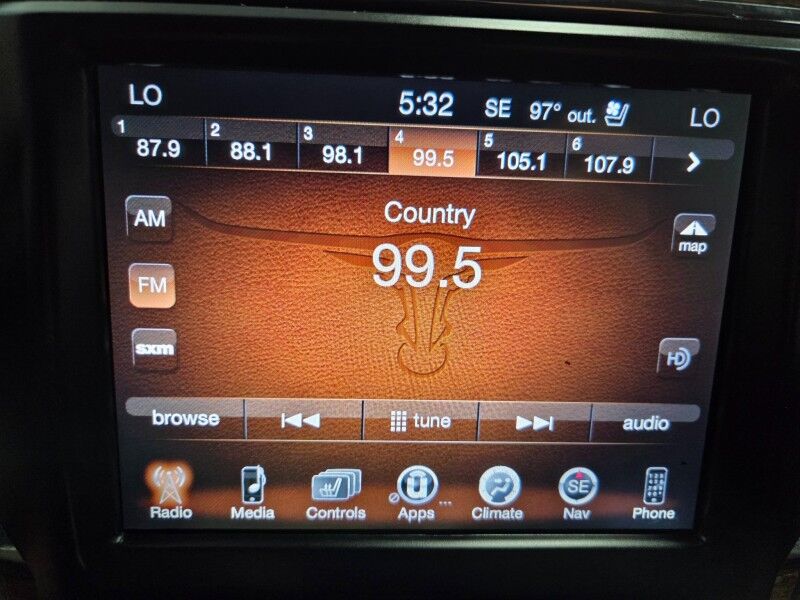 LO 5:32 SE 97° out. LO
1 87.9 2 88.1 3 98.1 4 99.5 5 105.1 6 107.9
Country
AM
99.5
map
FM
sxm
HD
browse tune audio
SE
Radio Media Controls Apps ... Climate Nav Phone